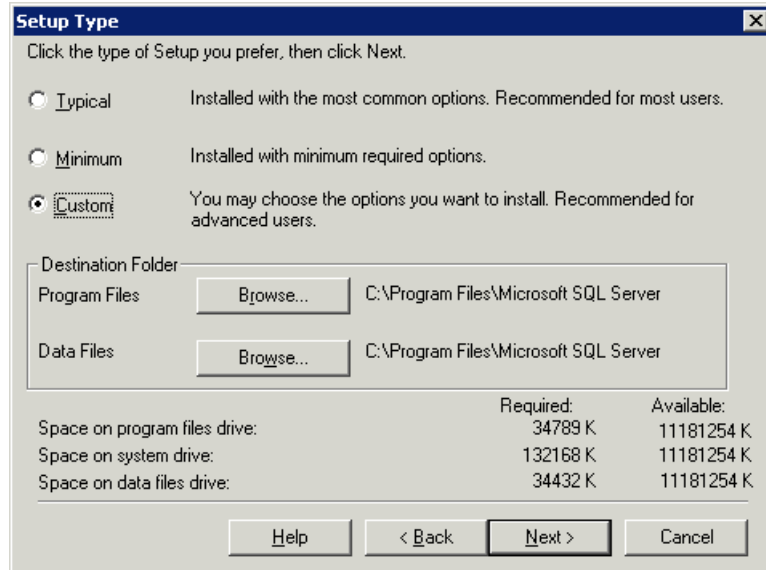 Setup Type
Click the type of Setup you prefer, then click Next.
Typical Installed with the most common options. Recommended for most users.
Minimum Installed with minimum required options.
Custom You may choose the options you want to install. Recommended for
advanced users.
Destination Folder
Program Files Browse... C:\Program Files\Microsoft SQL Server
Data Files Browse... C:\Program Files\Microsoft SQL Server
Required: Available:
Space on program files drive: 34789 K 11181254 K
Space on system drive: 132168 K 11181254 K
Space on data files drive: 34432 K 11181254 K
Help < Back Next > Cancel